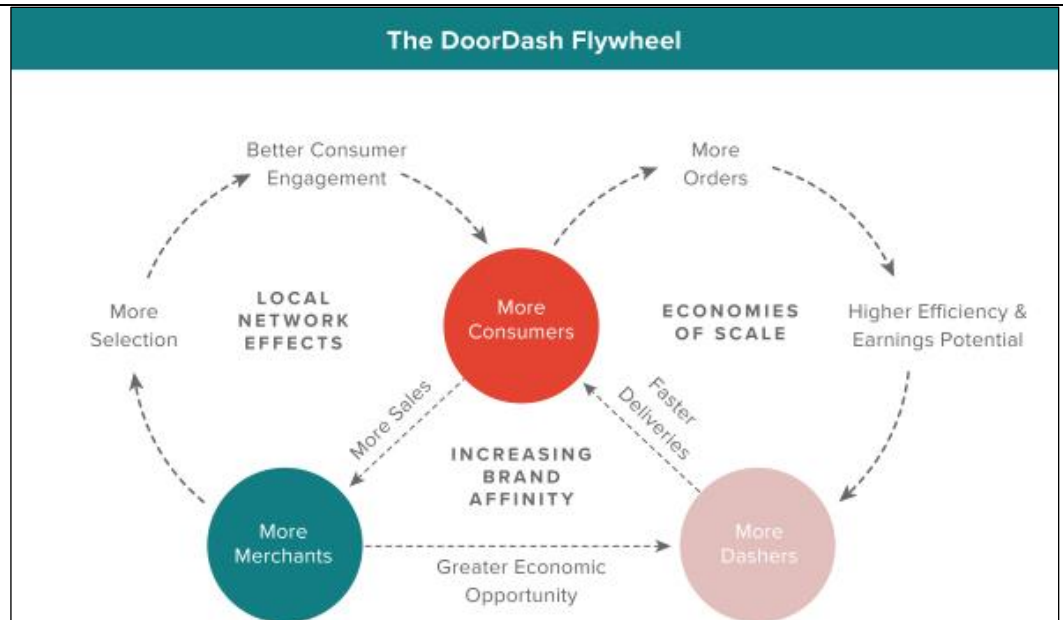 The DoorDash Flywheel
Better Consumer
Engagement
More
Orders
LOCAL
NETWORK
EFFECTS
More
Consumers
ECONOMIES
OF SCALE
More
Selection
Higher Efficiency &
Earnings Potential
More Sales
Faster
Deliveries
INCREASING
BRAND
AFFINITY
More
Merchants
More
Dashers
Greater Economic
Opportunity